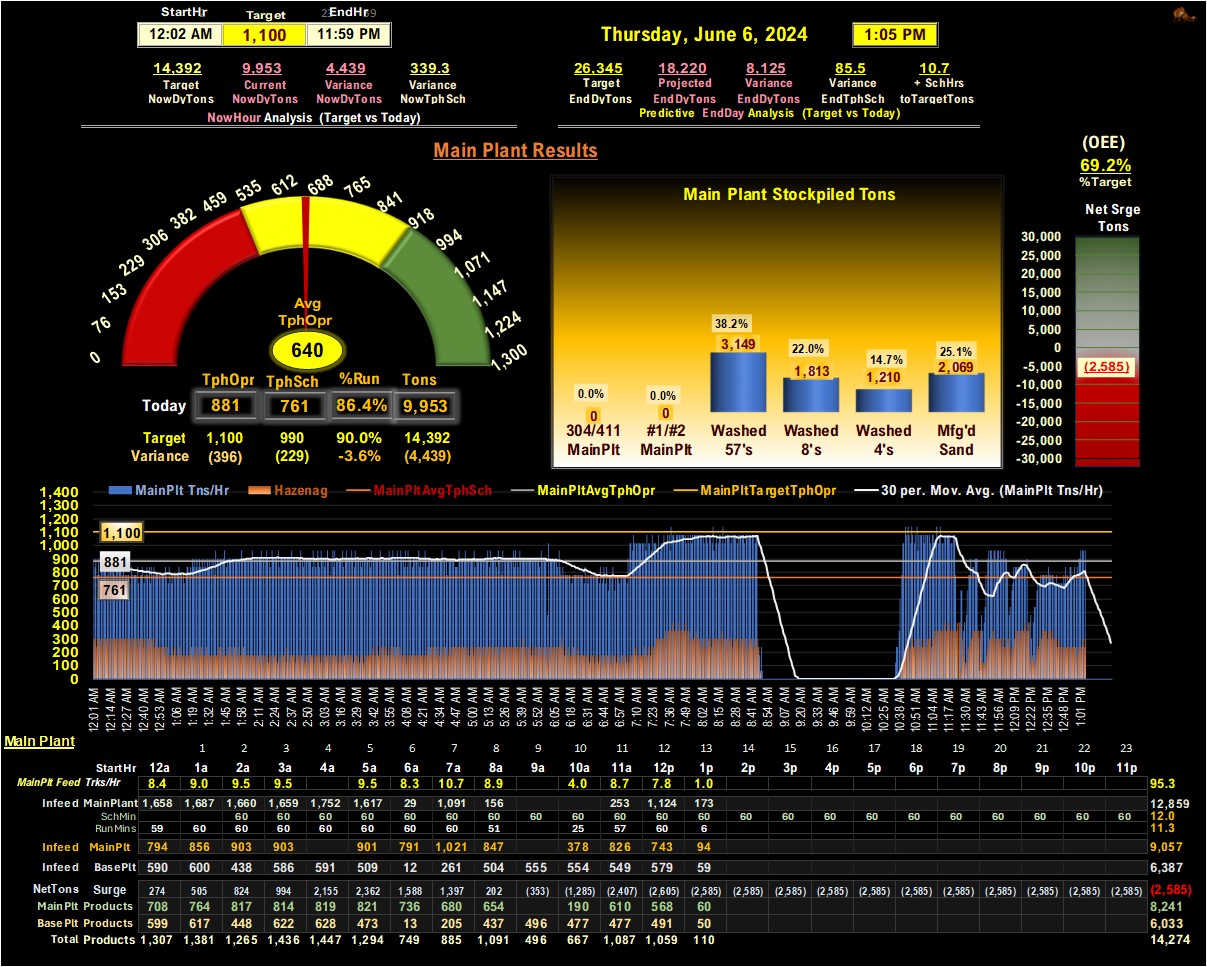 StartHr Target EndHr
12:02 AM 1,100 11:59 PM
Thursday, June 6, 2024 1:05 PM
14,392 9,953 4,439 339.3
Target Current Variance Variance
NowDyTons NowDyTons NowDyTons NowTphSch
NowHour Analysis (Target vs Today)
26,345 18,220 8,125 85.5 10.7
Target Projected Variance Variance + SchHrs
EndDyTons EndDyTons EndDyTons EndTphSch toTargetTons
Predictive EndDay Analysis (Target vs Today)
Main Plant Results
(OEE)
69.2%
%Target
Net Srge
Tons
30,000
25,000
20,000
15,000
10,000
5,000
0
-5,000
(2,585)
-10,000
-15,000
-20,000
-25,000
-30,000
0 76 153 229 306 382 459 535 612 688 765 841 918 994 1,071 1,147 1,224 1,300
Avg
TphOpr
640
TphOpr TphSch %Run Tons
Today 881 761 86.4% 9,953
Target 1,100 990 90.0% 14,392
Variance (396) (229) -3.6% (4,439)
Main Plant Stockpiled Tons
0.0% 0.0% 38.2% 22.0% 14.7% 25.1%
0 0 3,149 1,813 1,210 2,069
304/411 #1/#2 Washed Washed Washed Mfg'd
MainPlt MainPlt 57's 8's 4's Sand
MainPlt Tns/Hr Hazenag MainPltAvgTphSch MainPltAvgTphOpr MainPltTargetTphOpr 30 per. Mov. Avg. (MainPlt Tns/Hr)
1,400
1,300
1,200
1,100
1,000
900
800
700
600
500
400
300
200
100
0
1,100
881
761
12:01 AM 12:14 AM 12:27 AM 12:40 AM 12:53 AM 1:06 AM 1:19 AM 1:32 AM 1:45 AM 1:58 AM 2:11 AM 2:24 AM 2:37 AM 2:50 AM 3:03 AM 3:16 AM 3:29 AM 3:42 AM 3:55 AM 4:08 AM 4:21 AM 4:34 AM 4:47 AM 5:00 AM 5:13 AM 5:26 AM 5:39 AM 5:52 AM 6:05 AM 6:18 AM 6:31 AM 6:44 AM 6:57 AM 7:10 AM 7:23 AM 7:36 AM 7:49 AM 8:02 AM 8:15 AM 8:28 AM 8:41 AM 8:54 AM 9:07 AM 9:20 AM 9:33 AM 9:46 AM 9:59 AM 10:12 AM 10:25 AM 10:38 AM 10:51 AM 11:04 AM 11:17 AM 11:30 AM 11:43 AM 11:56 AM 12:09 PM 12:22 PM 12:35 PM 12:48 PM 1:01 PM
Main Plant
1 2 3 4 5 6 7 8 9 10 11 12 13 14 15 16 17 18 19 20 21 22 23
StartHr 12a 1a 2a 3a 4a 5a 6a 7a 8a 9a 10a 11a 12p 1p 2p 3p 4p 5p 6p 7p 8p 9p 10p 11p
MainPlt Feed Trks/Hr 8.4 9.0 9.5 9.5 9.5 8.3 10.7 8.9 4.0 8.7 7.8 1.0 95.3
Infeed MainPlant 1,658 1,687 1,660 1,659 1,752 1,617 29 1,091 156 253 1,124 173 12,859
SchMin 60 60 60 60 60 60 60 60 60 60 60 60 60 60 60 60 60 60 60 60 60 60 12.0
RunMins 59 60 60 60 60 60 60 60 51 25 57 60 6 11.3
Infeed MainPlt 794 856 903 903 901 791 1,021 847 378 826 743 94 9,057
Infeed BasePlt 590 600 438 586 591 509 12 261 504 555 554 549 579 59 6,387
NetTons Surge 274 505 824 994 2,155 2,362 1,588 1,397 202 (353) (1,285) (2,407) (2,605) (2,585) (2,585) (2,585) (2,585) (2,585) (2,585) (2,585) (2,585) (2,585) (2,585) (2,585) (2,585)
MainPlt Products 708 764 817 814 819 821 736 680 654 190 610 568 60 8,241
BasePlt Products 599 617 448 622 628 473 13 205 437 496 477 477 491 50 6,033
Total Products 1,307 1,381 1,265 1,436 1,447 1,294 749 885 1,091 496 667 1,087 1,059 110 14,274